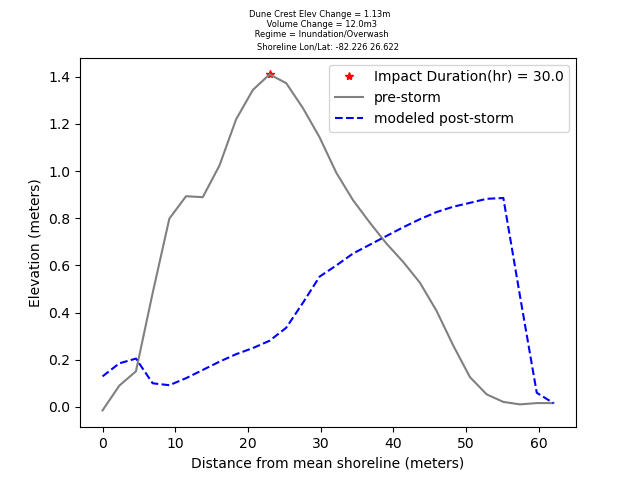 Dune Crest Elev Change = 1.13m
Volume Change = 12.0m3
Regime = Inundation/Overwash
Shoreline Lon/Lat: -82.226 26.622
Impact Duration(hr) = 30.0
pre-storm
modeled post-storm
Elevation (meters)
1.4
1.2
1.0
0.8
0.6
0.4
0.2
0.0
0 10 20 30 40 50 60
Distance from mean shoreline (meters)